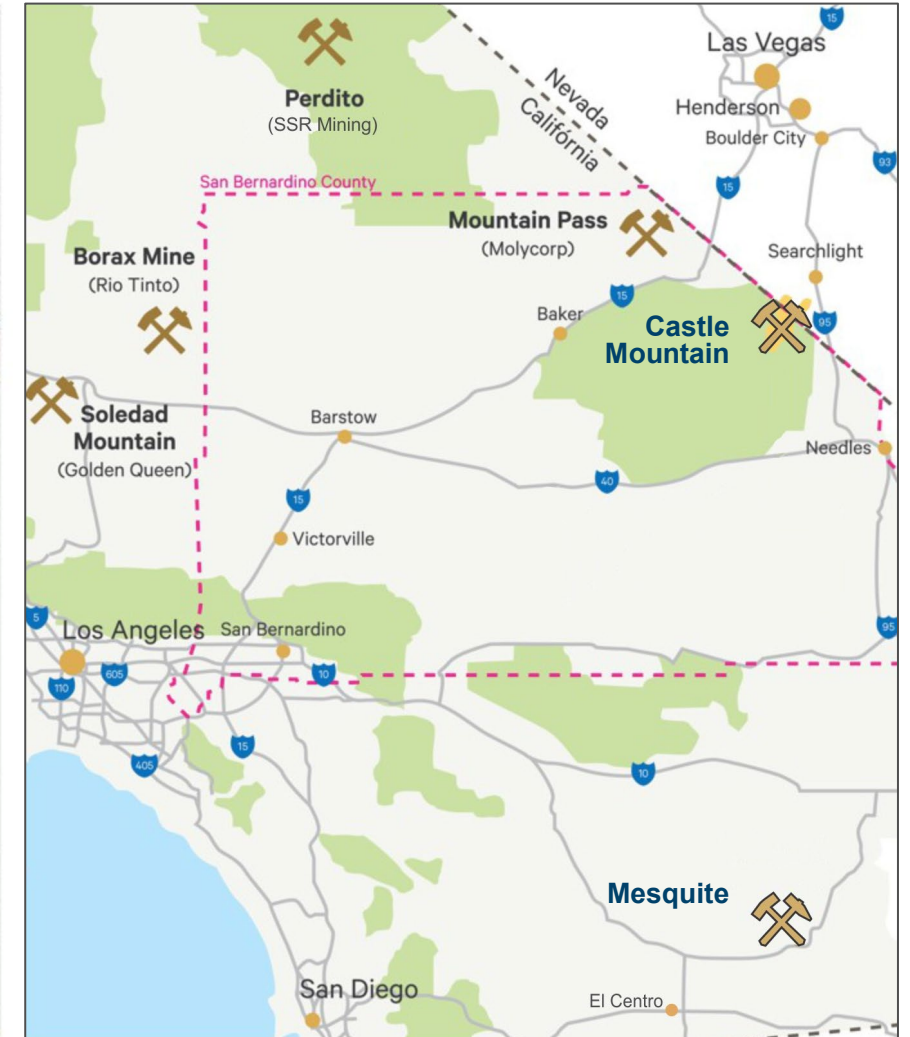 15
Las Vegas
Nevada
Califórnia
Henderson
Boulder City
93
Perdito
(SSR Mining)
San Bernardino County
15
Mountain Pass
(Molycorp)
Searchlight
Borax Mine
(Rio Tinto)
15
Baker
Castle
Mountain
95
Soledad
Mountain
(Golden Queen)
Barstow
Needles
40
15
Victorville
5
Los Angeles
San Bernardino
95
110
605
10
15
405
10
Mesquite
San Diego
El Centro